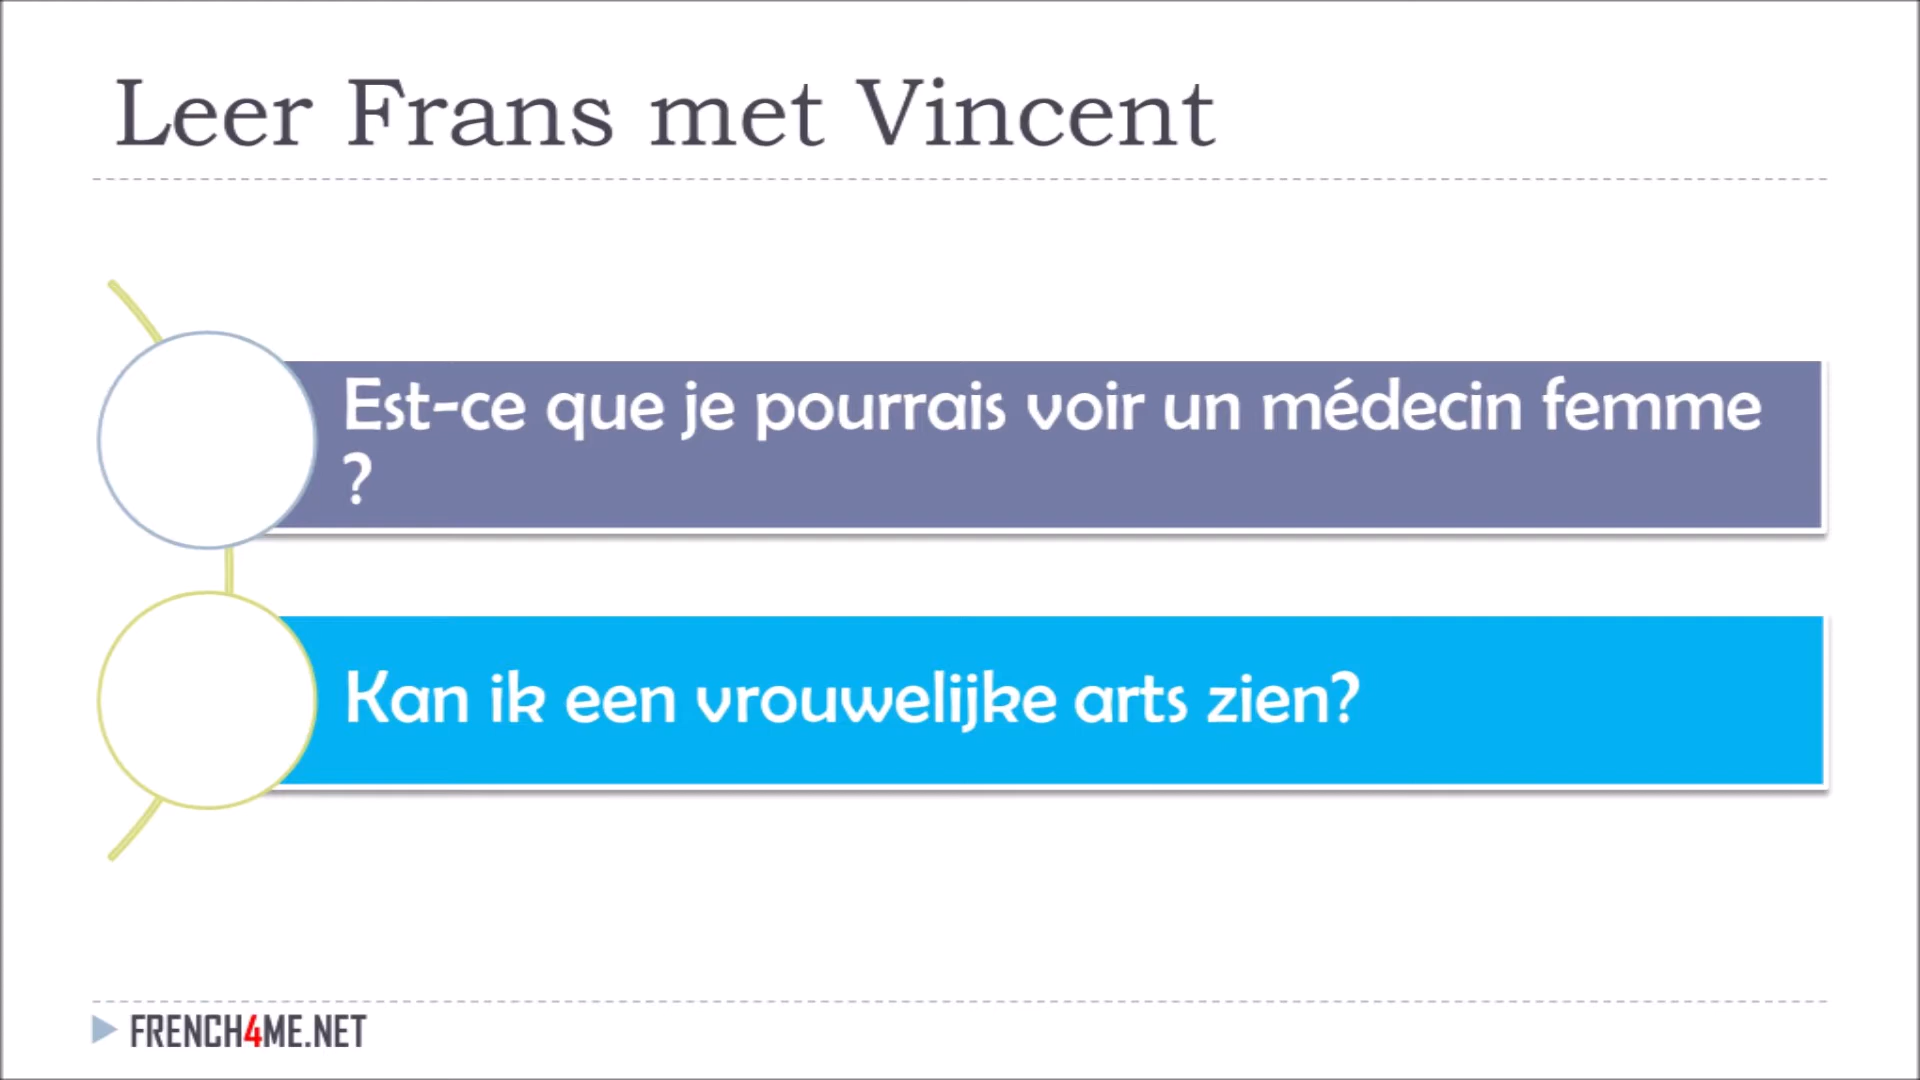 Leer Frans met Vincent
Est-ce que je pourrais voir un médecin femme
?
Kan ik een vrouwelijke arts zien?
FRENCH4ME.NET